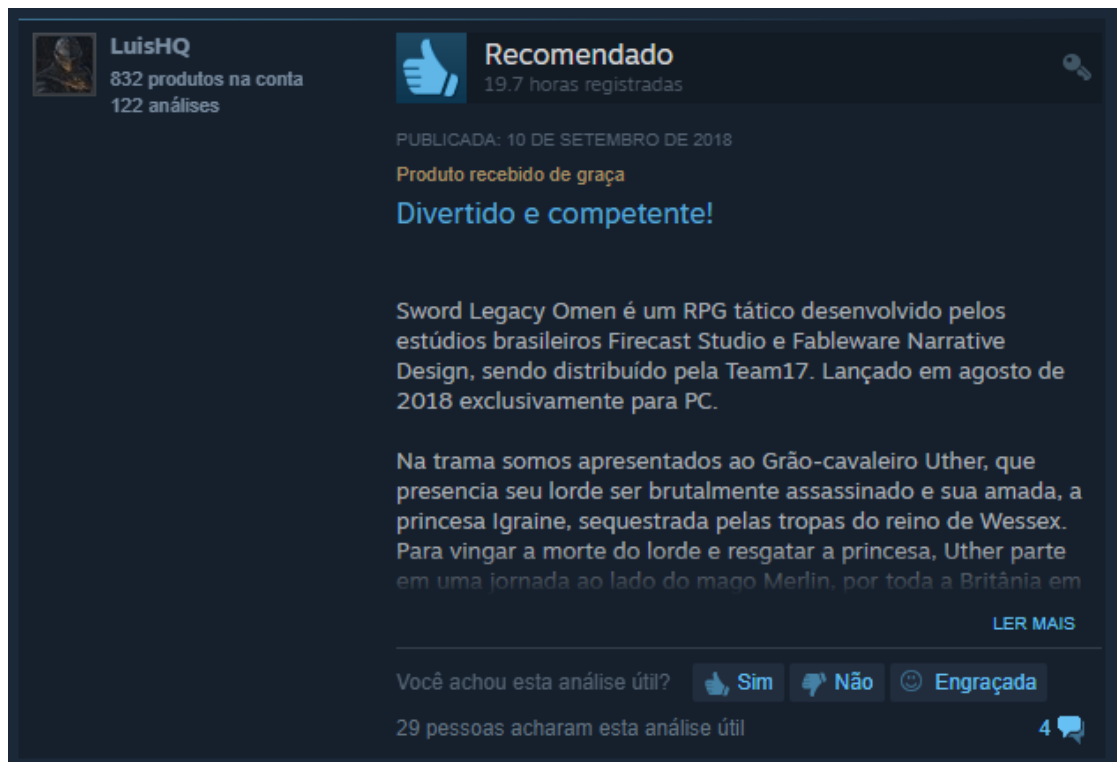 LuisHQ
832 produtos na conta
122 análises
Recomendado
19.7 horas registradas
PUBLICADA: 10 DE SETEMBRO DE 2018
Produto recebido de graça
Divertido e competente!
Sword Legacy Omen é um RPG tático desenvolvido pelos
estúdios brasileiros Firecast Studio e Fableware Narrative
Design, sendo distribuído pela Team17. Lançado em agosto de
2018 exclusivamente para PC.
Na trama somos apresentados ao Grão-cavaleiro Uther, que
presencia seu lorde ser brutalmente assassinado e sua amada, a
princesa Igraine, sequestrada pelas tropas do reino de Wessex.
Para vingar a morte do lorde e resgatar a princesa, Uther parte
em uma jornada ao lado do mago Merlin, por toda a Britânia em
LER MAIS
Você achou esta análise útil? Sim Não Engraçada
29 pessoas acharam esta análise útil 4